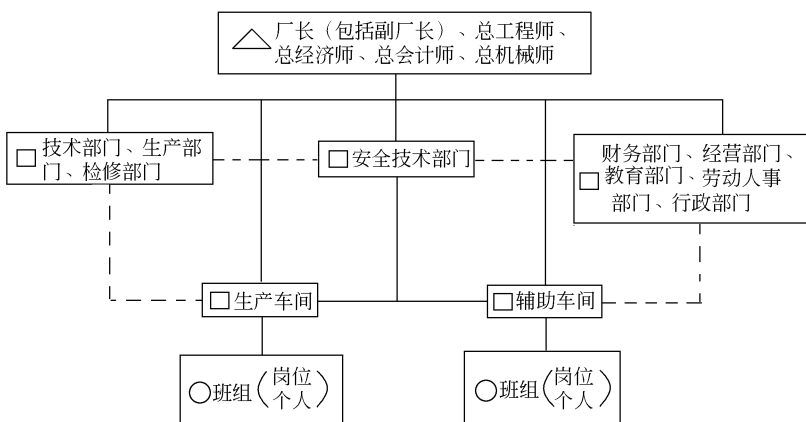 厂长（包括副厂长）、总工程师、
总经济师、总会计师、总机械师
技术部门、生产部
门、检修部门
安全技术部门
财务部门、经营部门、
教育部门、劳动人事
部门、行政部门
生产车间
辅助车间
班组（岗位
个人）
班组（岗位
个人）